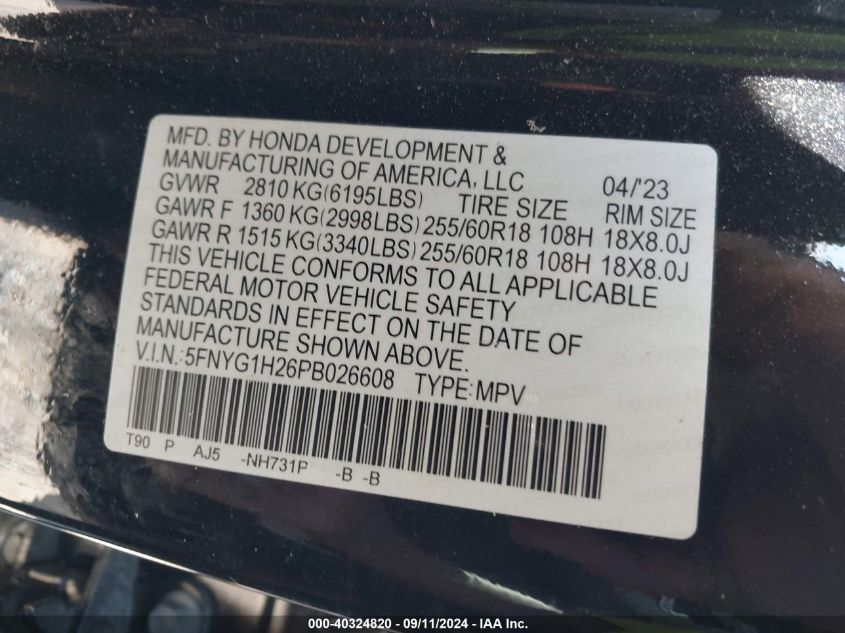 MFD. BY HONDA DEVELOPMENT &
MANUFACTURING OF AMERICA, LLC 04/'23
GVWR 2810 KG(6195LBS) TIRE SIZE RIM SIZE
GAWR F 1360 KG(2998LBS) 255/60R18 108H 18X8.0J
GAWR R 1515 KG(3340LBS) 255/60R18 108H 18X8.0J
THIS VEHICLE CONFORMS TO ALL APPLICABLE
FEDERAL MOTOR VEHICLE SAFETY
STANDARDS IN EFFECT ON THE DATE OF
MANUFACTURE SHOWN ABOVE.
V.I.N.:5FNYG1H26PB026608 TYPE:MPV
T90 P AJ5 -NH731P -B -B
000-40324820 - 09/11/2024 - IAA Inc.